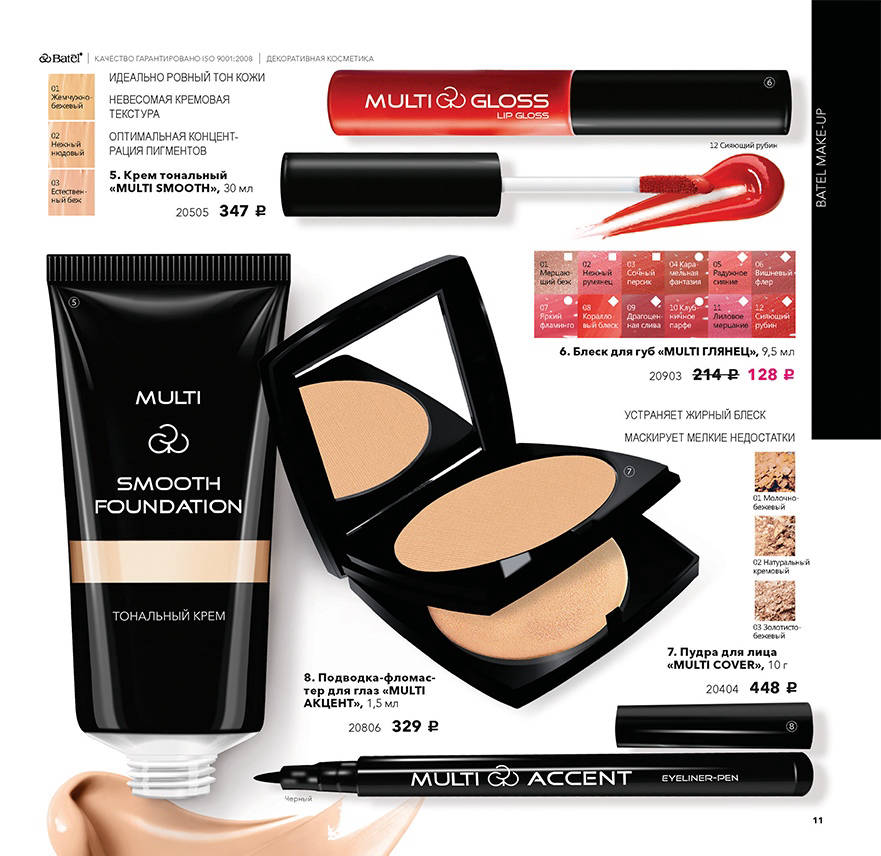 Batel® | КАЧЕСТВО ГАРАНТИРОВАНО ISO 9001:2008 | ДЕКОРАТИВНАЯ КОСМЕТИКА
01
Жемчужно-
бежевый
02
Нежный
нюдовый
03
Естествен-
ный беж
ИДЕАЛЬНО РОВНЫЙ ТОН КОЖИ
НЕВЕСОМАЯ КРЕМОВАЯ
ТЕКСТУРА
ОПТИМАЛЬНАЯ КОНЦЕНТ-
РАЦИЯ ПИГМЕНТОВ
5. Крем тональный
«MULTI SMOOTH», 30 мл
20505 347 ₽
MULTI GLOSS
LIP GLOSS
6
12 Сияющий рубин
BATEL MAKE-UP
01
Мерцаю-
щий беж
02
Нежный
румянец
03
Сочный
персик
04 Кара-
мельная
фантазия
05
Радужное
сияние
06
Вишневый
флер
07
Яркий
фламинго
08
Коралло-
вый блеск
09
Драгоцен-
ная слива
10 Клуб-
ничное
парфе
11
Лиловое
мерцание
12
Сияющий
рубин
6. Блеск для губ «MULTI ГЛЯНЕЦ», 9,5 мл
20903 214 ₽ 128 ₽
УСТРАНЯЕТ ЖИРНЫЙ БЛЕСК
МАСКИРУЕТ МЕЛКИЕ НЕДОСТАТКИ
5
MULTI
SMOOTH
FOUNDATION
ТОНАЛЬНЫЙ КРЕМ
7
01 Молочно-
бежевый
02 Натуральный
кремовый
03 Золотисто-
бежевый
7. Пудра для лица
«MULTI COVER», 10 г
20404 448 ₽
8. Подводка-фломас-
тер для глаз «MULTI
АКЦЕНТ», 1,5 мл
20806 329 ₽
8
MULTI ACCENT EYELINER-PEN
Черный
11